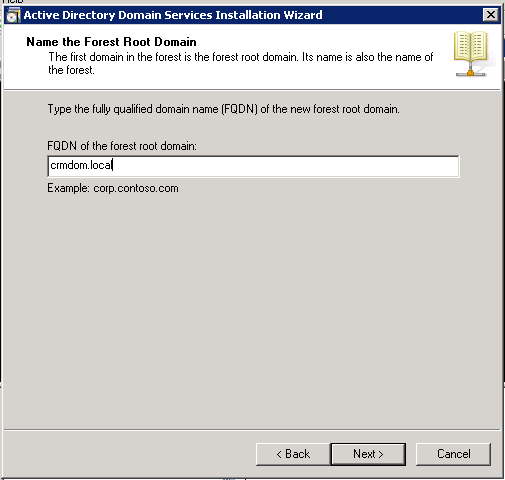 Active Directory Domain Services Installation Wizard
Name the Forest Root Domain
The first domain in the forest is the forest root domain. Its name is also the name of
the forest.
Type the fully qualified domain name (FQDN) of the new forest root domain.
FQDN of the forest root domain:
crmdom.local
Example: corp.contoso.com
< Back
Next >
Cancel